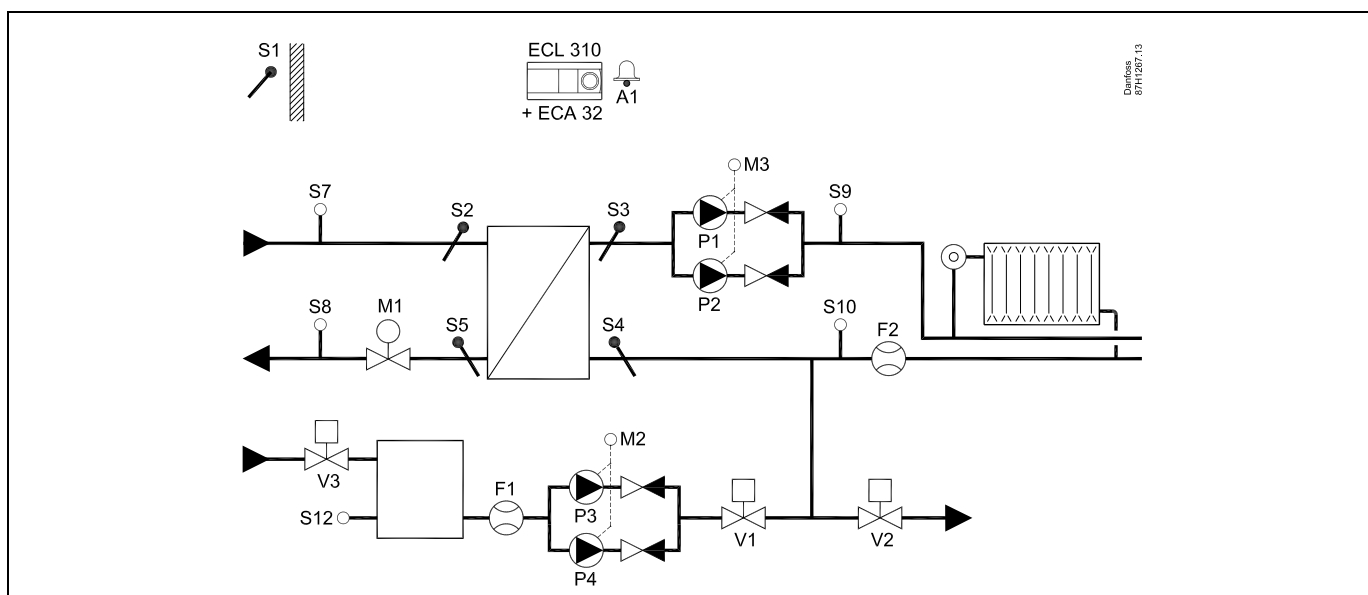 S1
ECL 310
A1
+ ECA 32
Danfoss
87H1267.13
M3
S7
S2
S3
P1
S9
P2
S8
M1
S5
S4
S10
F2
V3
S12
F1
M2
P3
P4
V1
V2